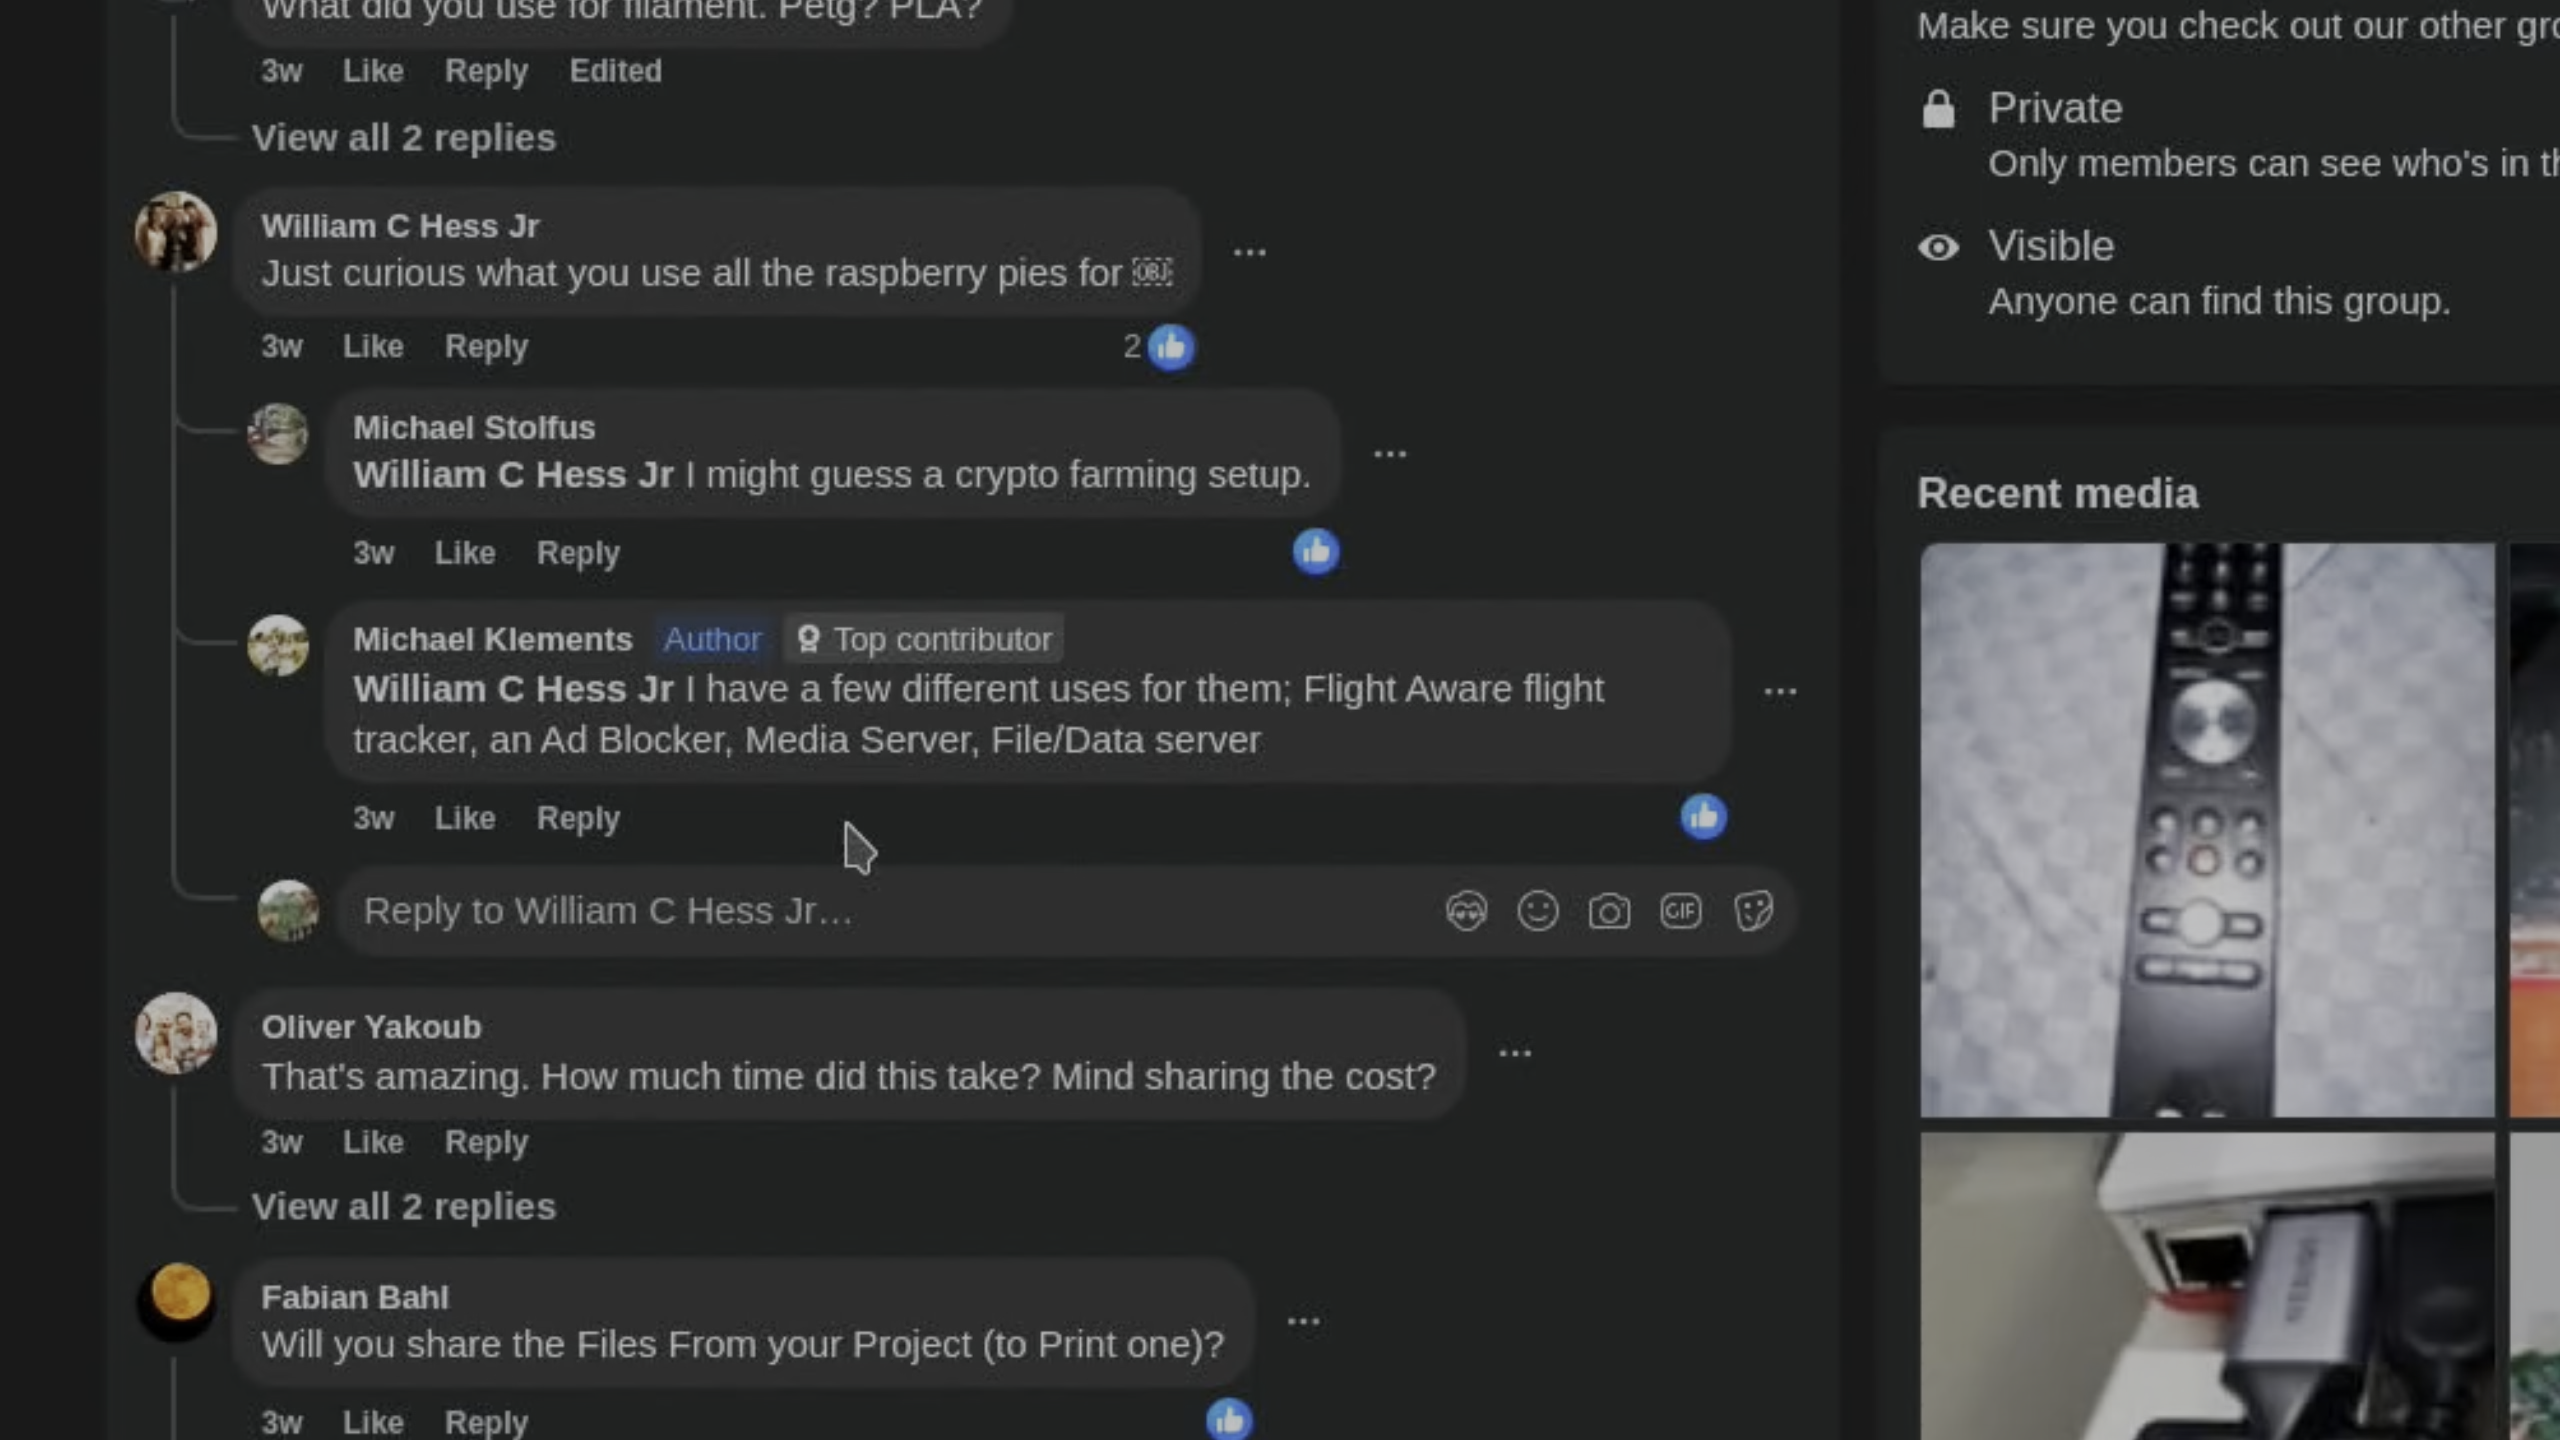 What did you use for filament. Petg? PLA?
3w Like Reply Edited
View all 2 replies
William C Hess Jr
Just curious what you use all the raspberry pies for ￼
3w Like Reply 2
Michael Stolfus
William C Hess Jr I might guess a crypto farming setup.
3w Like Reply
Michael Klements Author Top contributor
William C Hess Jr I have a few different uses for them; Flight Aware flight
tracker, an Ad Blocker, Media Server, File/Data server
3w Like Reply
Reply to William C Hess Jr…
GIF
Oliver Yakoub
That's amazing. How much time did this take? Mind sharing the cost?
3w Like Reply
View all 2 replies
Fabian Bahl
Will you share the Files From your Project (to Print one)?
3w Like Reply
Make sure you check out our other
Private
Only members can see who's in
Visible
Anyone can find this group.
Recent media